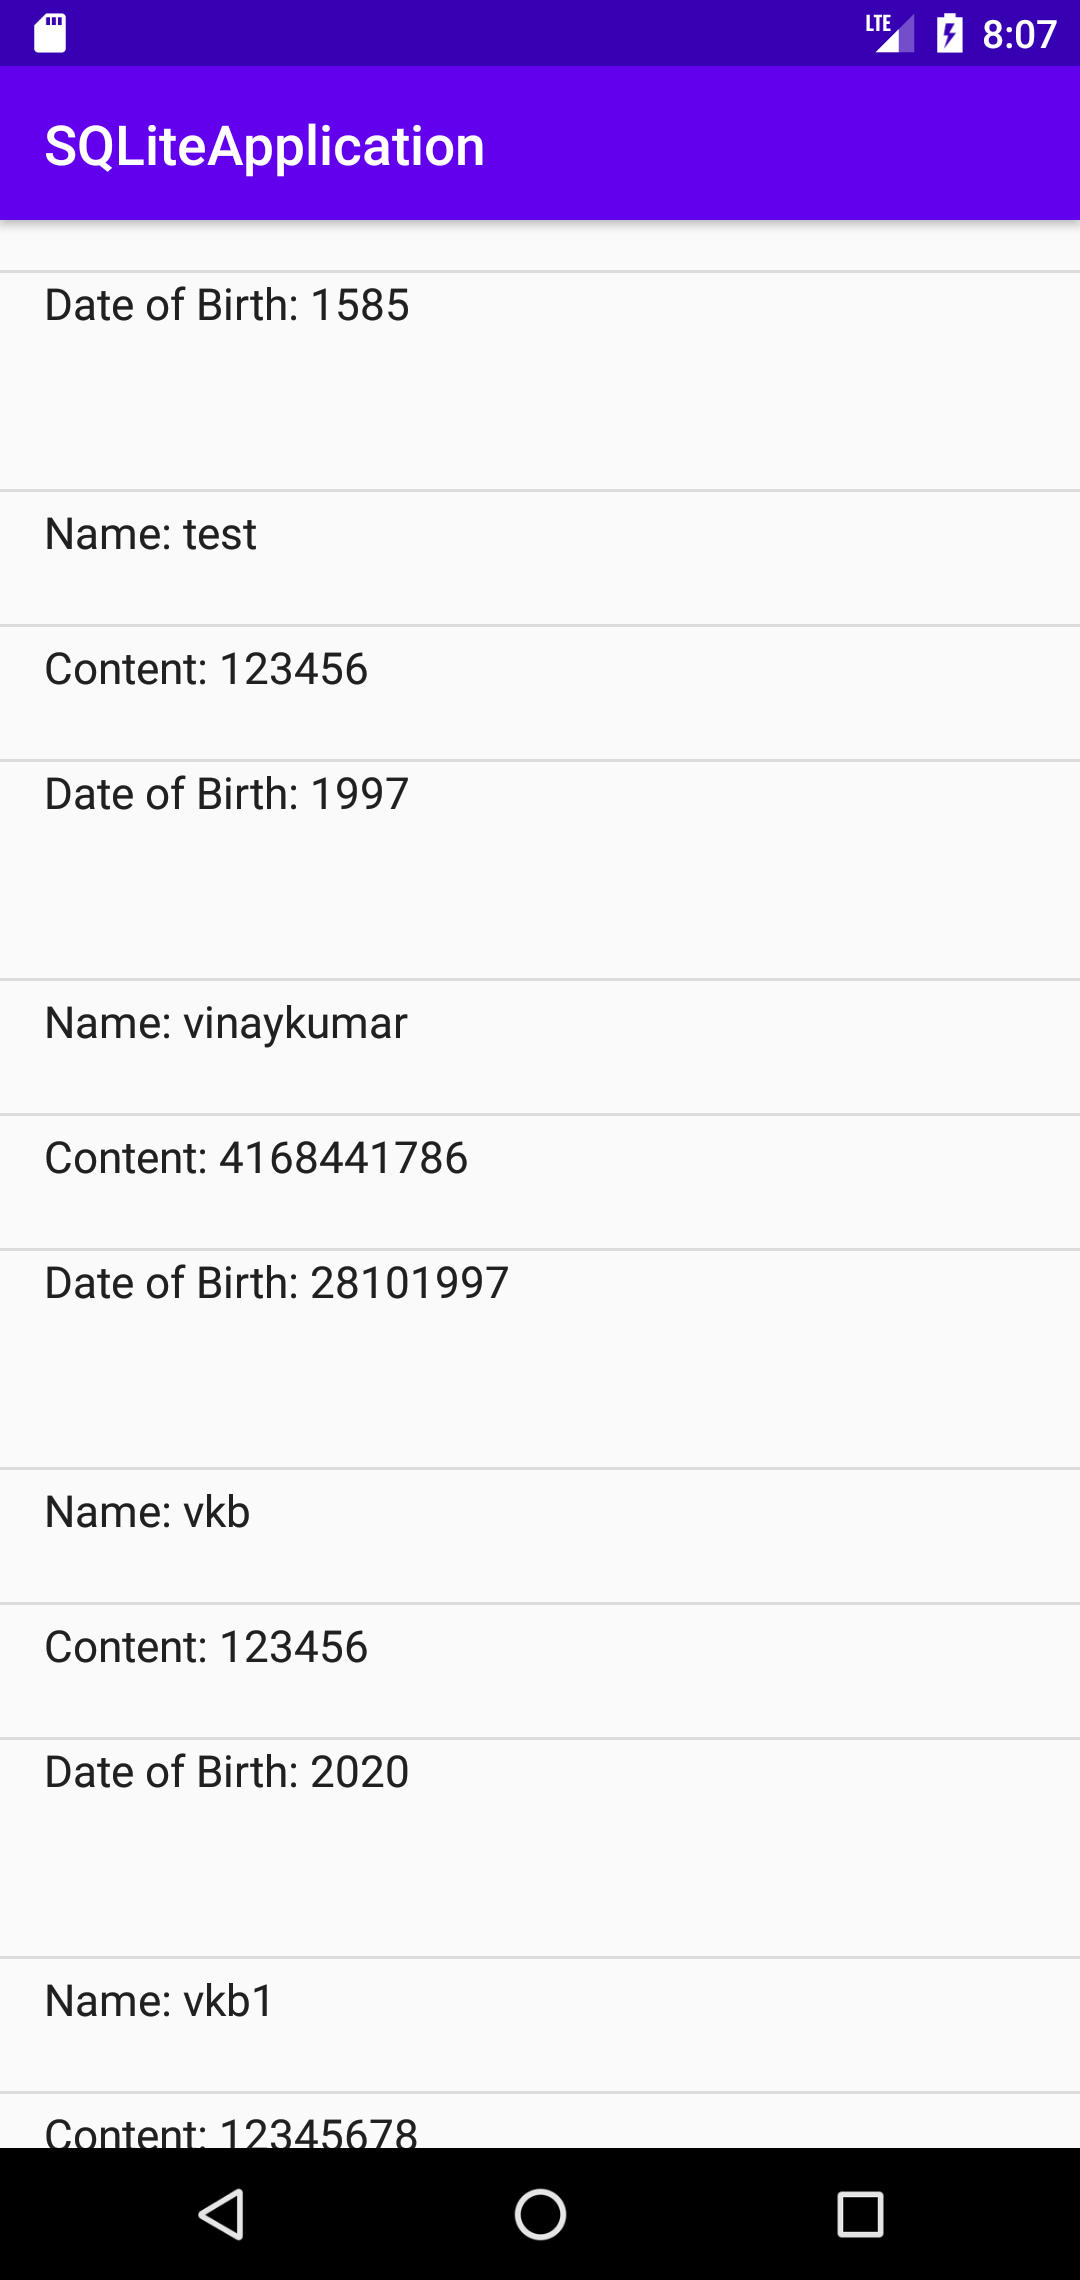 LTE 8:07
SQLiteApplication
Date of Birth: 1585
Name: test
Content: 123456
Date of Birth: 1997
Name: vinaykumar
Content: 4168441786
Date of Birth: 28101997
Name: vkb
Content: 123456
Date of Birth: 2020
Name: vkb1
Content: 12345678